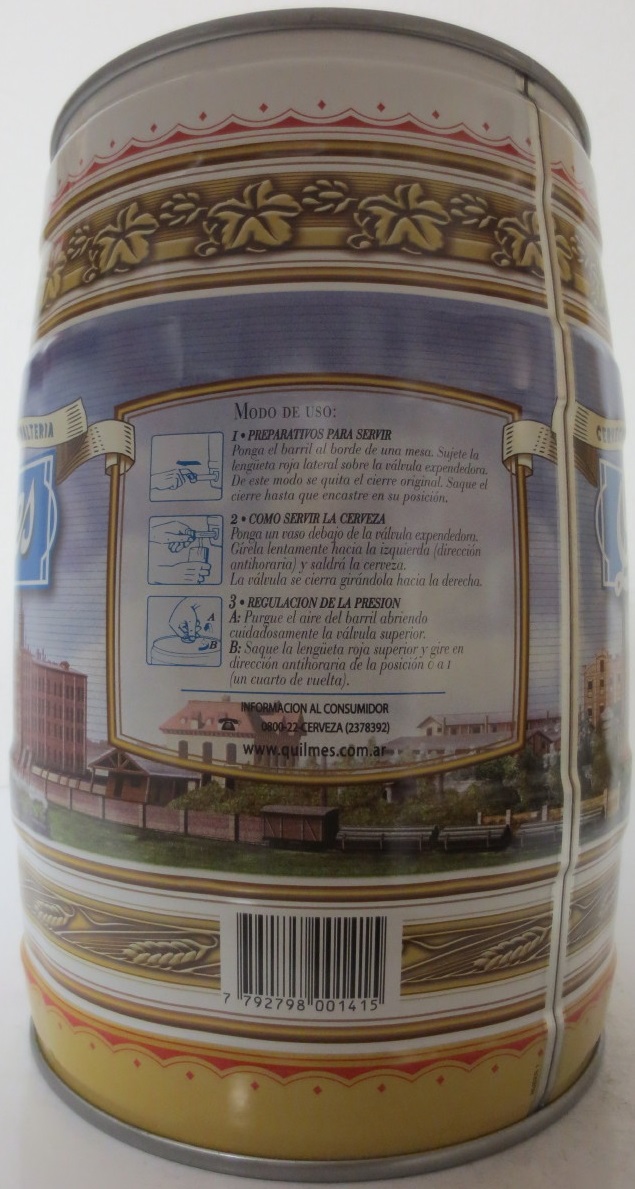 MALTERIA
CERVE
es
MODO DE USO:
1 • PREPARATIVOS PARA SERVIR
Ponga el barril al borde de una mesa. Sujete la
lengüeta roja lateral sobre la válvula expendedora.
De este modo se quita el cierre original. Saque el
cierre hasta que encastre en su posición.
2 • COMO SERVIR LA CERVEZA
Ponga un vaso debajo de la válvula expendedora.
Gírela lentamente hacia la izquierda (dirección
antihoraria) y saldrá la cerveza.
La válvula se cierra girándola hacia la derecha.
A
B
3 • REGULACION DE LA PRESION
A: Purgue el aire del barril abriendo
cuidadosamente la válvula superior.
B: Saque la lengüeta roja superior y gire en
dirección antihoraria de la posición 0 a 1
(un cuarto de vuelta).
INFORMACION AL CONSUMIDOR
0800-22-CERVEZA (2378392)
www.quilmes.com.ar
7 792798 001415